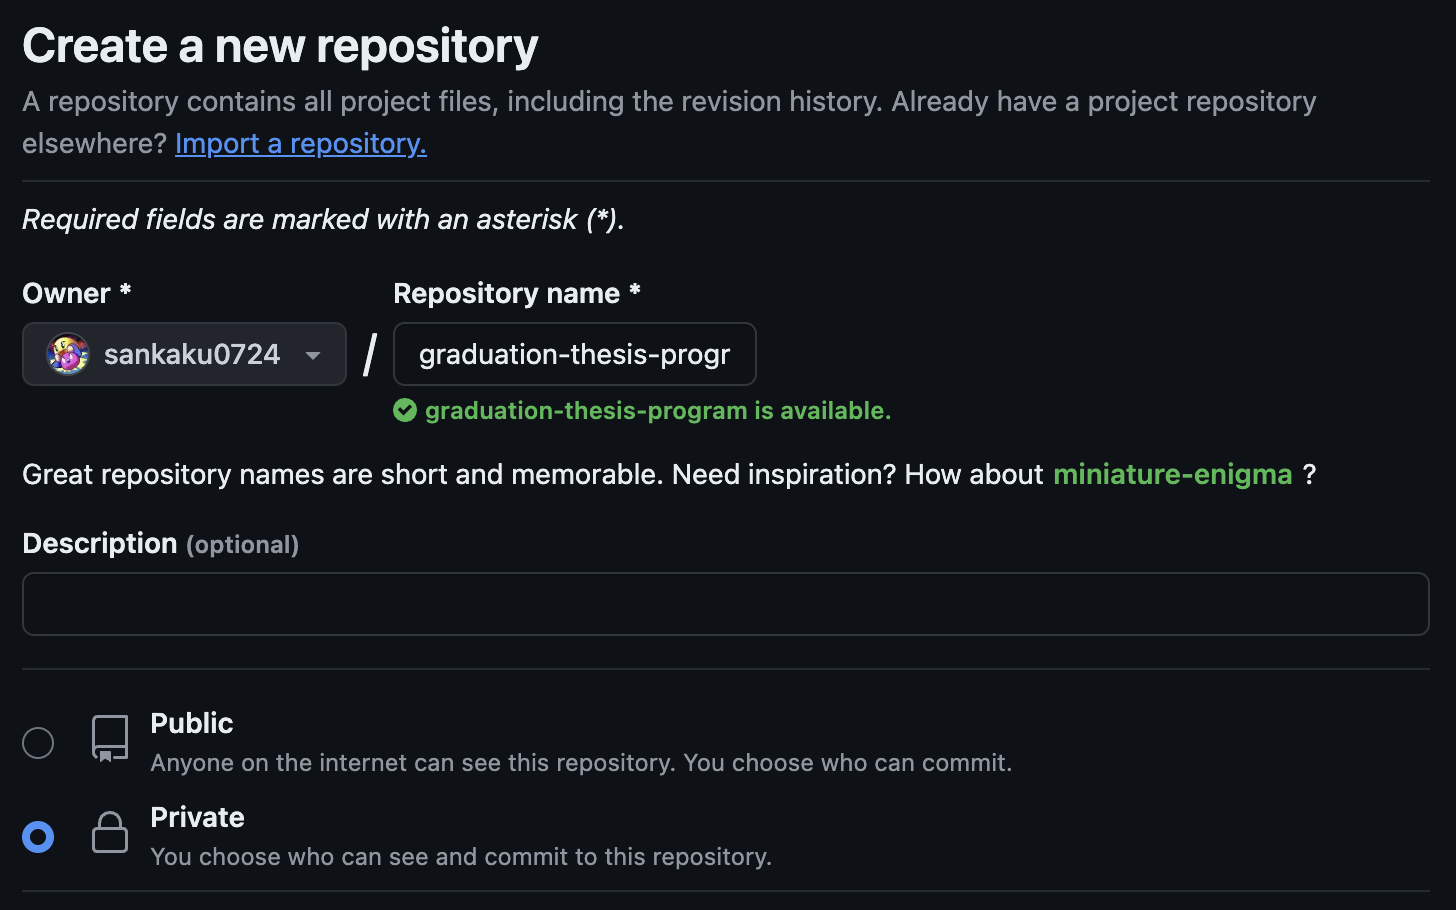 Create a new repository
A repository contains all project files, including the revision history. Already have a project repository
elsewhere? Import a repository.
Required fields are marked with an asterisk (*).
Owner *
Repository name *
sankaku0724
/
graduation-thesis-progr
graduation-thesis-program is available.
Great repository names are short and memorable. Need inspiration? How about miniature-enigma ?
Description (optional)
Public
Anyone on the internet can see this repository. You choose who can commit.
Private
You choose who can see and commit to this repository.